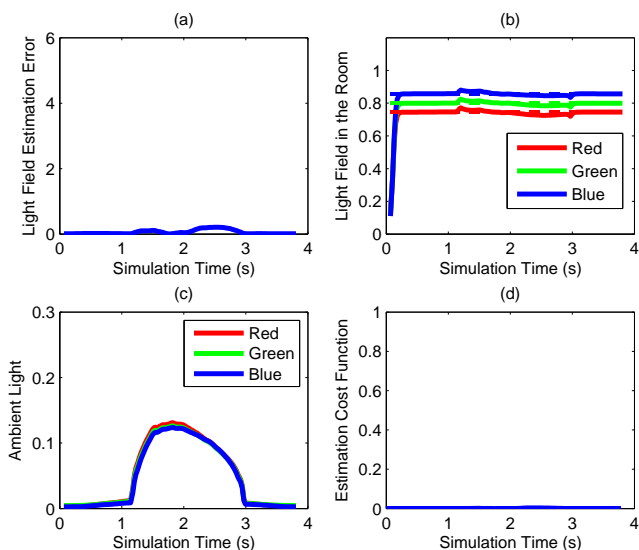 (a)
Light Field Estimation Error
6
4
2
0
0 1 2 3 4
Simulation Time (s)
(b)
Light Field in the Room
1
0.8
0.6
0.4
0.2
0
Red
Green
Blue
0 1 2 3 4
Simulation Time (s)
(c)
Ambient Light
0.3
0.2
0.1
0
Red
Green
Blue
0 1 2 3 4
Simulation Time (s)
(d)
Estimation Cost Function
1
0.8
0.6
0.4
0.2
0
0 1 2 3 4
Simulation Time (s)